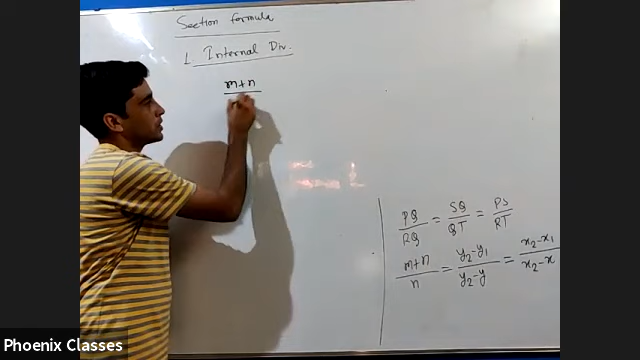 Section formula
1. Internal Div.
m+n
PQ/RQ = SQ/QT = PS/RT
m+n/n = y₂-y₁/y₂-y = x₂-x₁/x₂-x
Phoenix Classes